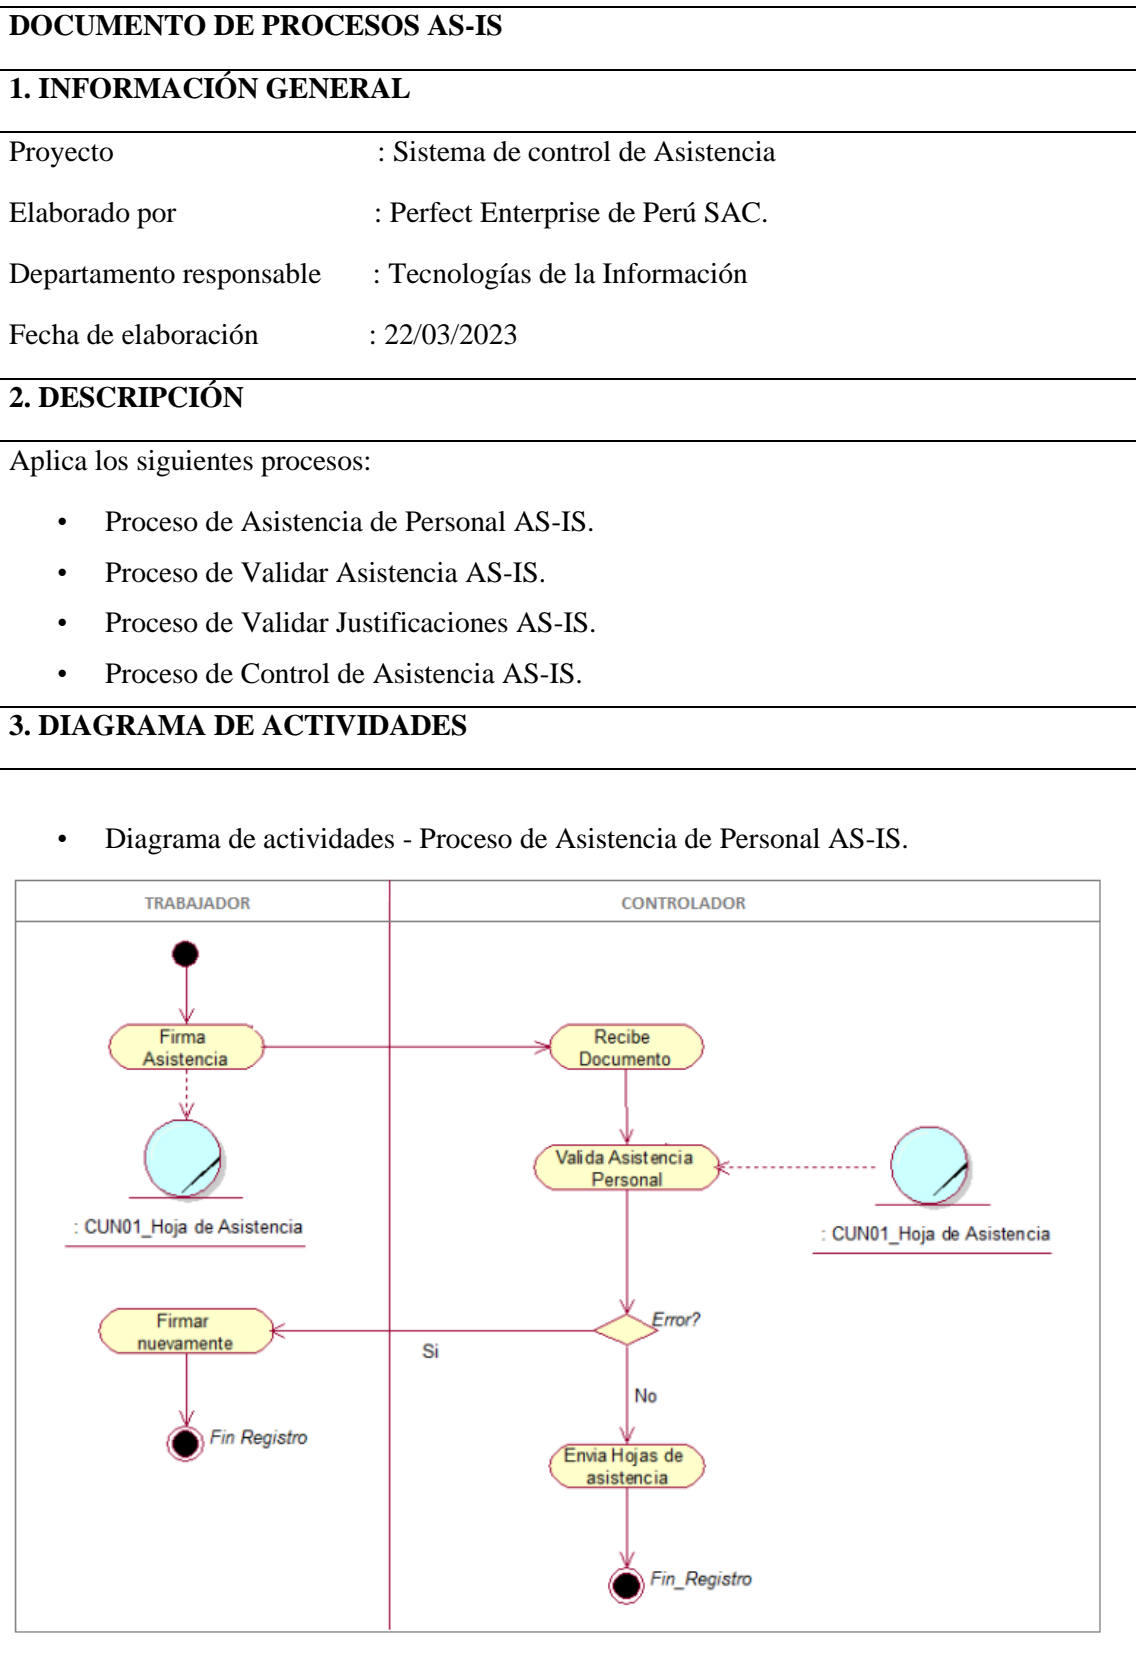 DOCUMENTO DE PROCESOS AS-IS
1. INFORMACIÓN GENERAL
Proyecto : Sistema de control de Asistencia
Elaborado por : Perfect Enterprise de Perú SAC.
Departamento responsable : Tecnologías de la Información
Fecha de elaboración : 22/03/2023
2. DESCRIPCIÓN
Aplica los siguientes procesos:
• Proceso de Asistencia de Personal AS-IS.
• Proceso de Validar Asistencia AS-IS.
• Proceso de Validar Justificaciones AS-IS.
• Proceso de Control de Asistencia AS-IS.
3. DIAGRAMA DE ACTIVIDADES
• Diagrama de actividades - Proceso de Asistencia de Personal AS-IS.
TRABAJADOR
CONTROLADOR
Firma
Asistencia
Recibe
Documento
Valida Asistencia
Personal
: CUN01_Hoja de Asistencia
: CUN01_Hoja de Asistencia
Firmar
nuevamente
Error?
Si
No
Fin Registro
Envia Hojas de
asistencia
Fin_Registro